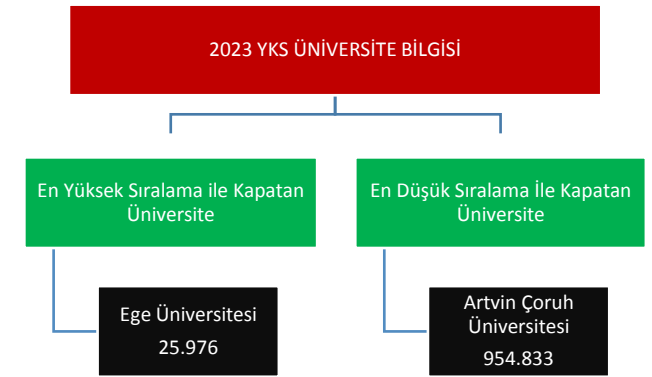 2023 YKS ÜNİVERSİTE BİLGİSİ
En Yüksek Sıralama ile Kapatan
Üniversite
Ege Üniversitesi
25.976
En Düşük Sıralama İle Kapatan
Üniversite
Artvin Çoruh
Üniversitesi
954.833